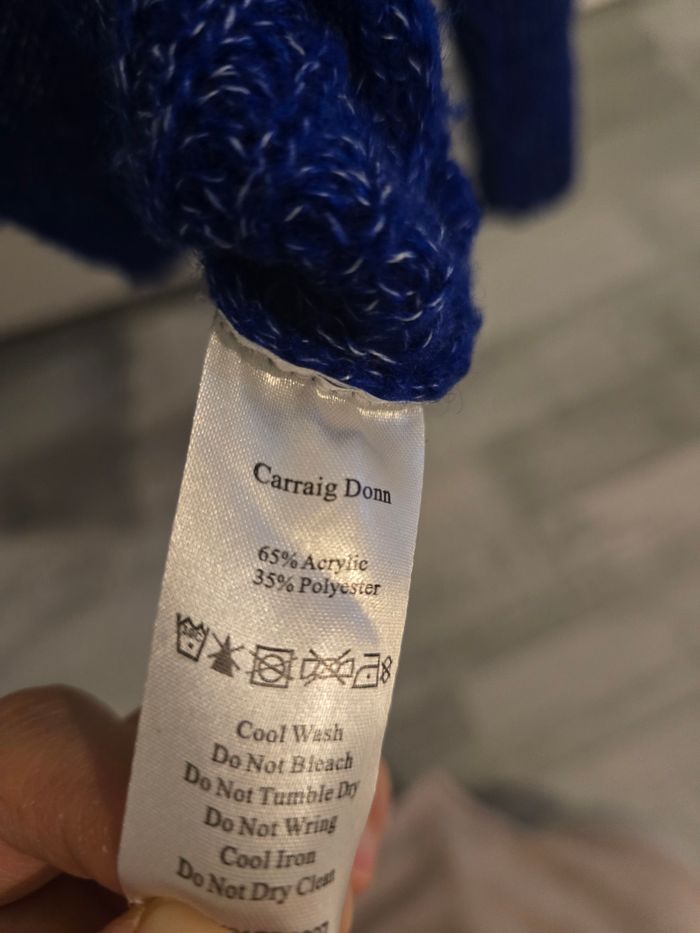 Carraig Donn
65% Acrylic
35% Polyester
Cool Wash
Do Not Bleach
Do Not Tumble Dry
Do Not Wring
Cool Iron
Do Not Dry Clean